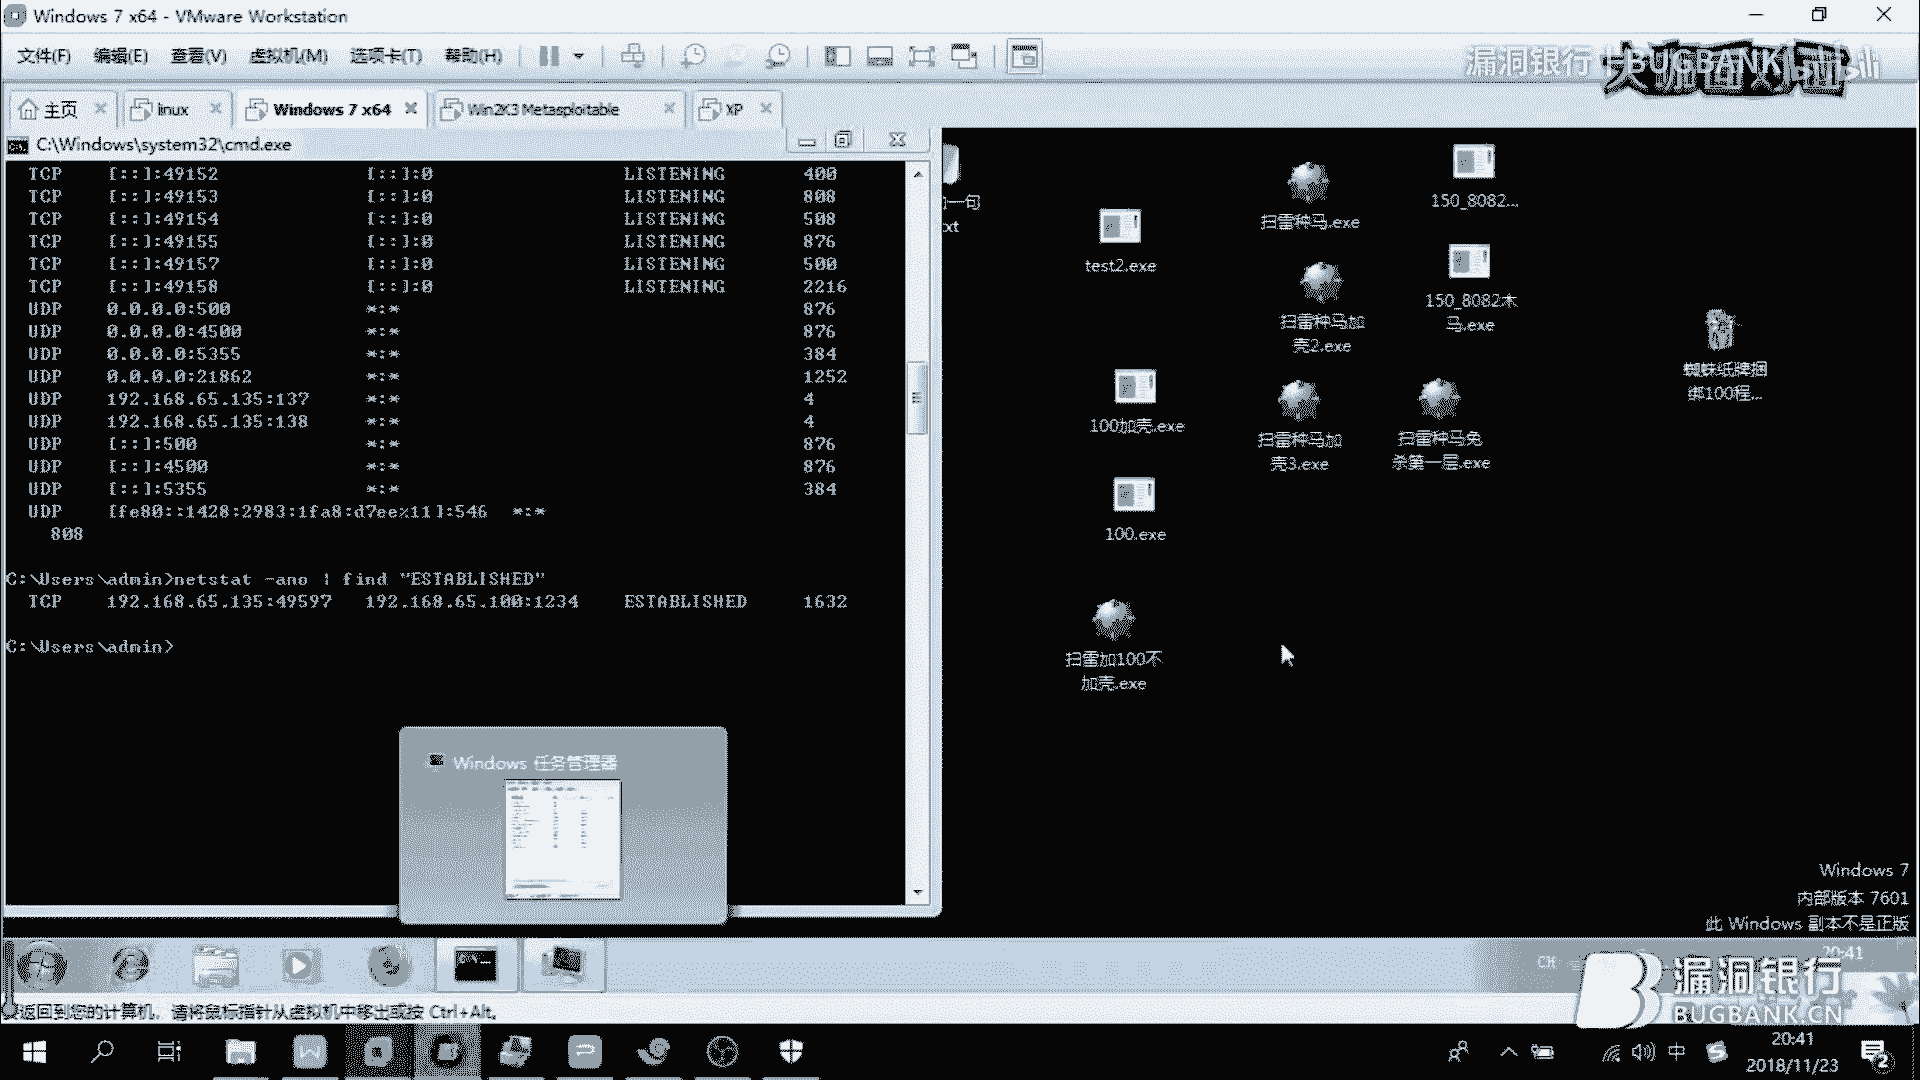 Windows 7 x64 - VMware Workstation
文件(F) 编辑(E) 查看(V) 虚拟机(M) 选项卡(T) 帮助(H)
漏洞银行 BUGBANK bilibili
大咖面对面
主页 linux Windows 7 x64 Win2K3 Metasploitable XP
C:\Windows\system32\cmd.exe
TCP [::]:49152 [::]:0 LISTENING 400
TCP [::]:49153 [::]:0 LISTENING 808
TCP [::]:49154 [::]:0 LISTENING 508
TCP [::]:49155 [::]:0 LISTENING 876
TCP [::]:49157 [::]:0 LISTENING 500
TCP [::]:49158 [::]:0 LISTENING 2216
UDP 0.0.0.0:500 *:* 876
UDP 0.0.0.0:4500 *:* 876
UDP 0.0.0.0:5355 *:* 384
UDP 0.0.0.0:21862 *:* 1252
UDP 192.168.65.135:137 *:* 4
UDP 192.168.65.135:138 *:* 4
UDP [::]:500 *:* 876
UDP [::]:4500 *:* 876
UDP [::]:5355 *:* 384
UDP [fe80::1428:2983:1fa8:d7ee%11]:546 *:*
808
C:\Users\admin>netstat -ano | find "ESTABLISHED"
TCP 192.168.65.135:49597 192.168.65.100:1234 ESTABLISHED 1632
C:\Users\admin>
一句
xt
test2.exe
100加壳.exe
100.exe
扫雷加100不
加壳.exe
扫雷种马.exe
扫雷种马加
壳2.exe
扫雷种马加
壳3.exe
150_8082...
150_8082木
马.exe
扫雷种马免
杀第一层.exe
蜘蛛纸牌捆
绑100程...
Windows 任务管理器
Windows 7
内部版本 7601
此 Windows 副本不是正版
CH
20:41
漏洞银行
BUGBANK.CN
要返回到您的计算机，请将鼠标指针从虚拟机中移出或按 Ctrl+Alt。
中
20:41
2018/11/23
2